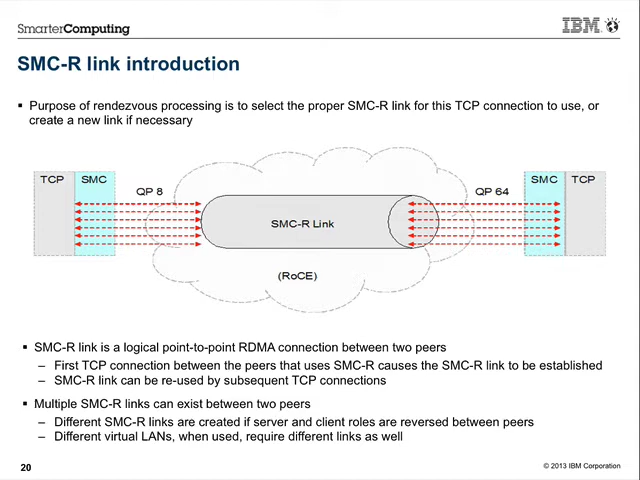 SmarterComputing
IBM
SMC-R link introduction
▪ Purpose of rendezvous processing is to select the proper SMC-R link for this TCP connection to use, or
create a new link if necessary
TCP SMC SMC TCP
QP 8 QP 64
SMC-R Link
(RoCE)
▪ SMC-R link is a logical point-to-point RDMA connection between two peers
– First TCP connection between the peers that uses SMC-R causes the SMC-R link to be established
– SMC-R link can be re-used by subsequent TCP connections
▪ Multiple SMC-R links can exist between two peers
– Different SMC-R links are created if server and client roles are reversed between peers
– Different virtual LANs, when used, require different links as well
20 © 2013 IBM Corporation